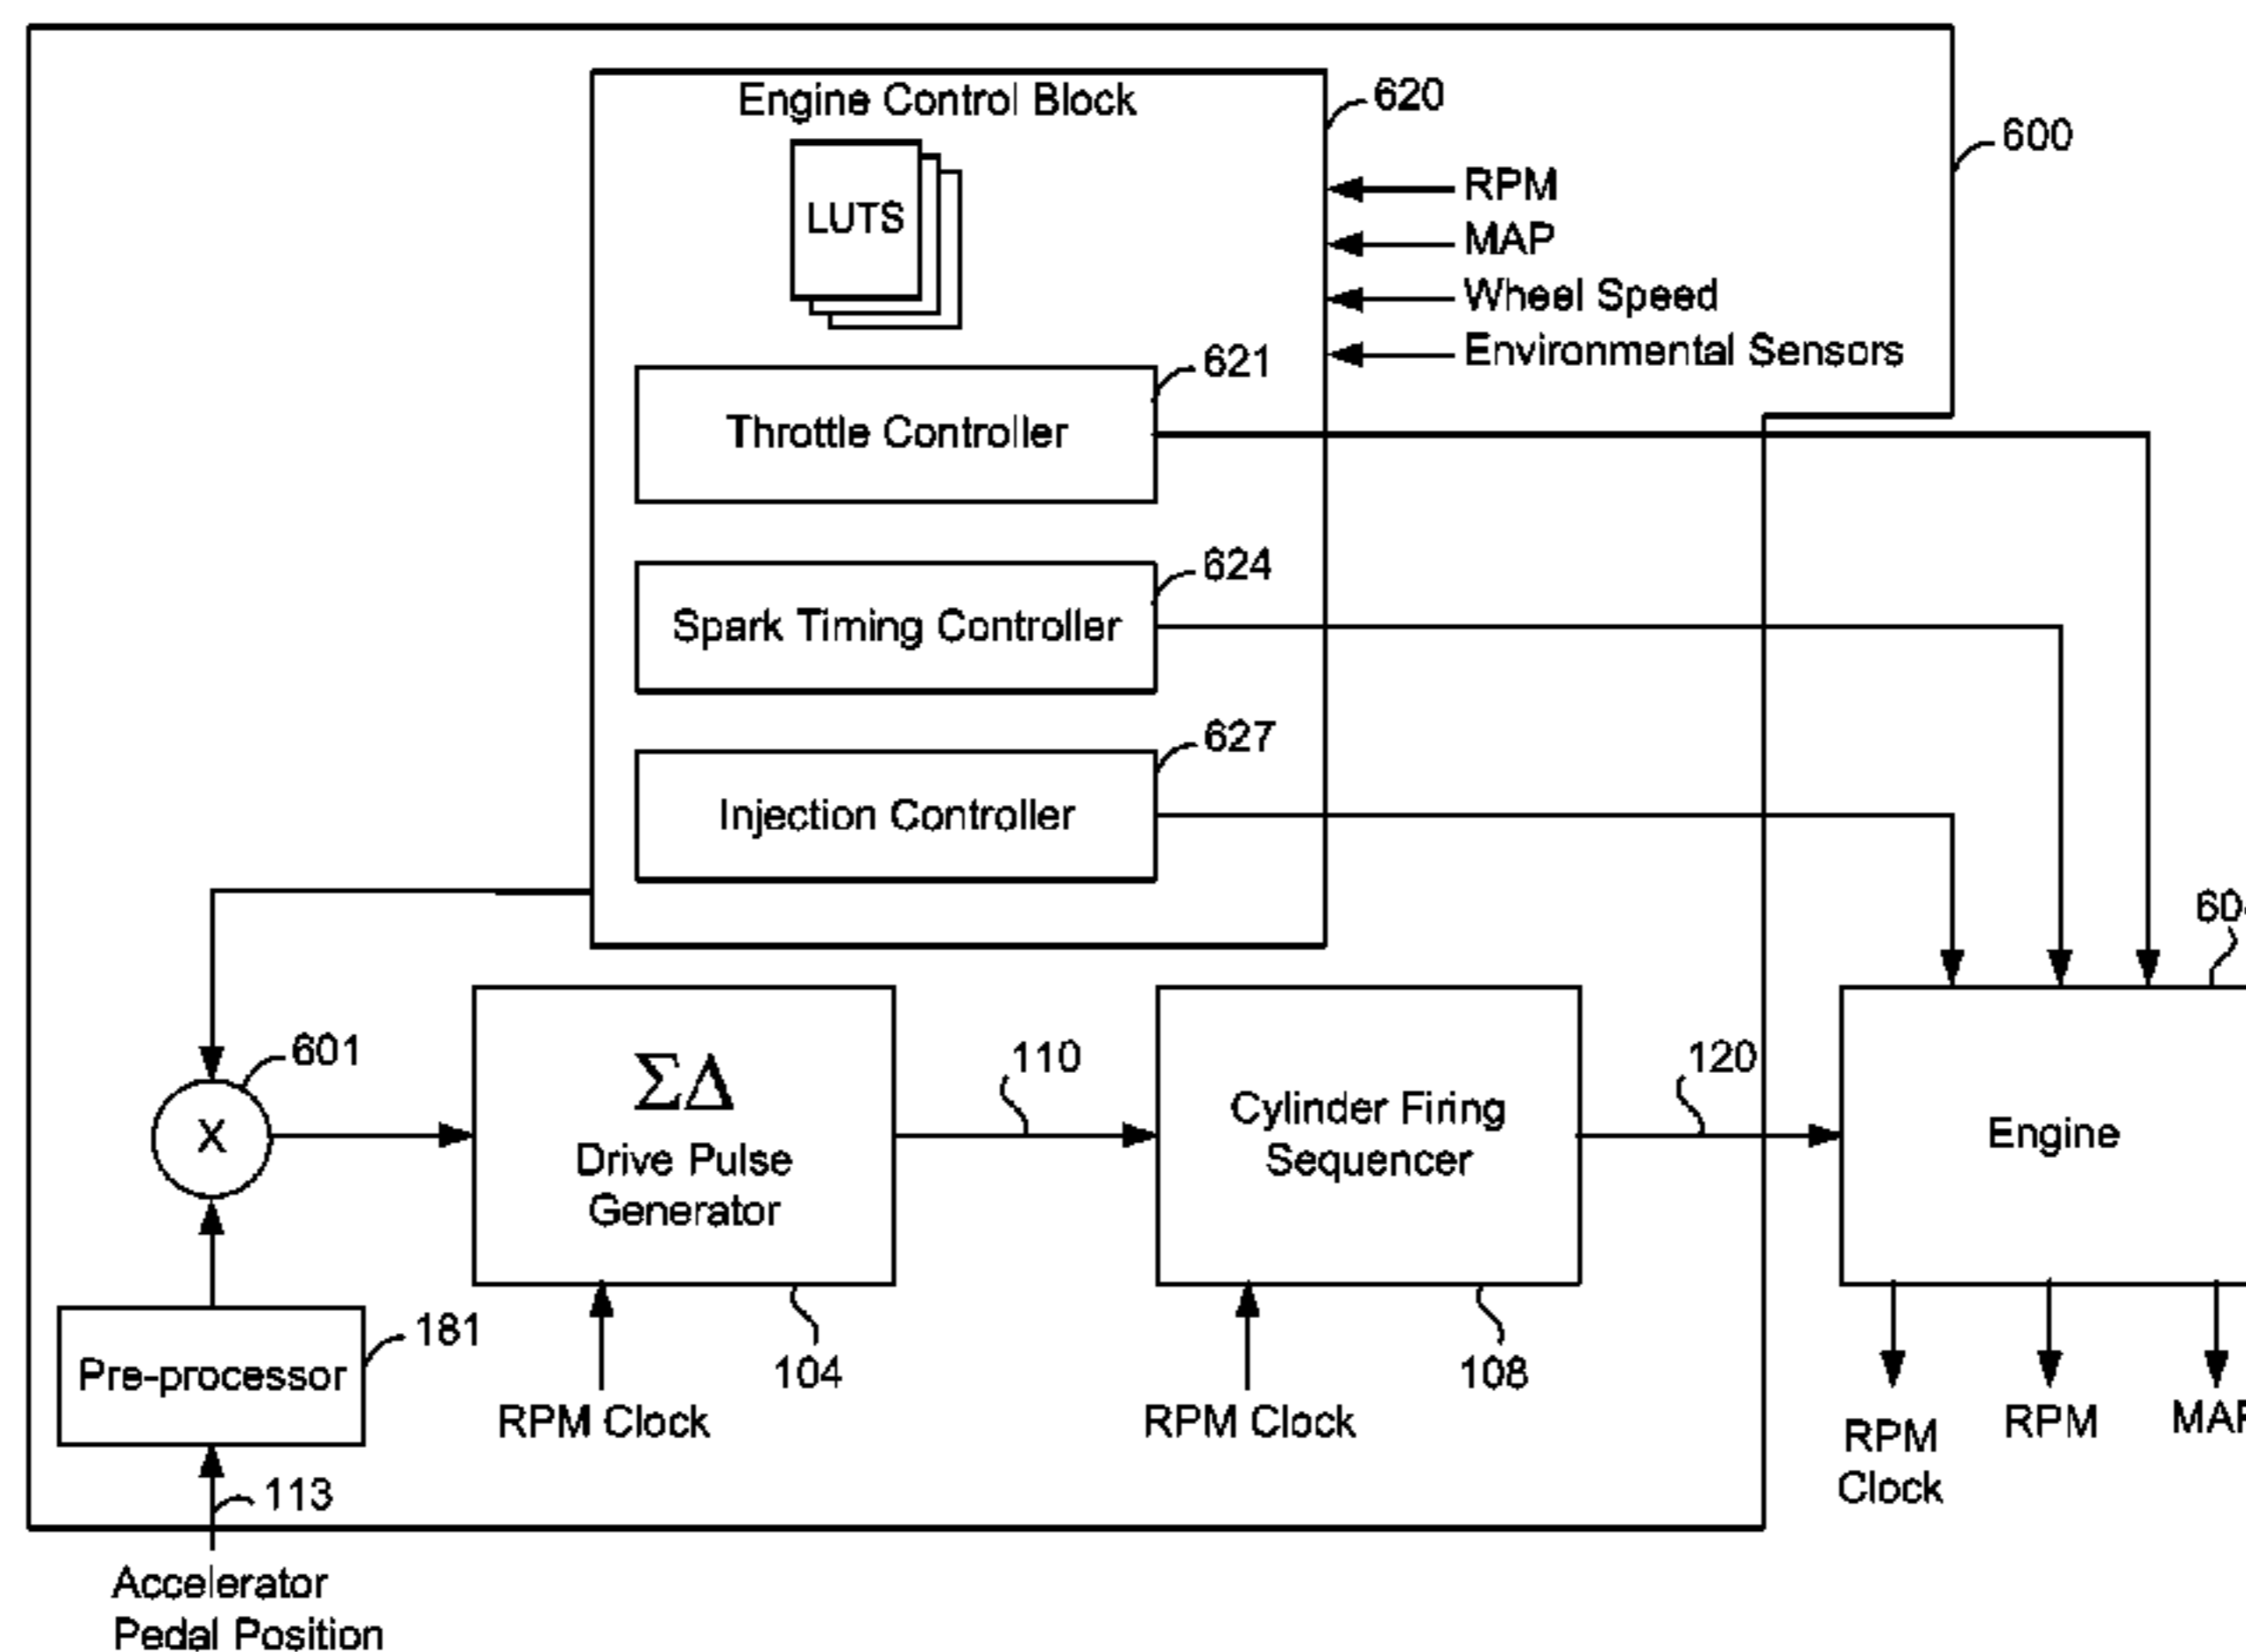 Engine Control Block
620
600
LUTS
RPM
MAP
Wheel Speed
Environmental Sensors
621
Throttle Controller
624
Spark Timing Controller
627
Injection Controller
601
X
ΣΔ
Drive Pulse
Generator
110
Cylinder Firing
Sequencer
120
Engine
181
Pre-processor
104
RPM Clock
108
RPM Clock
RPM
Clock
RPM
113
Accelerator
Pedal Position